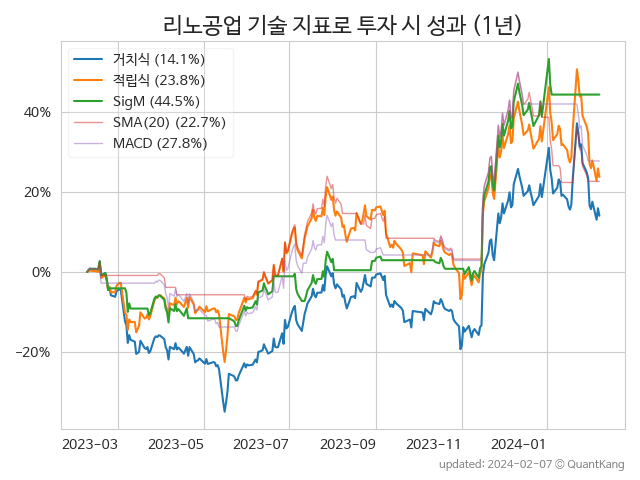 리노공업 기술 지표로 투자 시 성과 (1년)
거치식 (14.1%)
적립식 (23.8%)
SigM (44.5%)
SMA(20) (22.7%)
MACD (27.8%)
40%
20%
0%
−20%
2023-03 2023-05 2023-07 2023-09 2023-11 2024-01
updated: 2024-02-07 © QuantKang